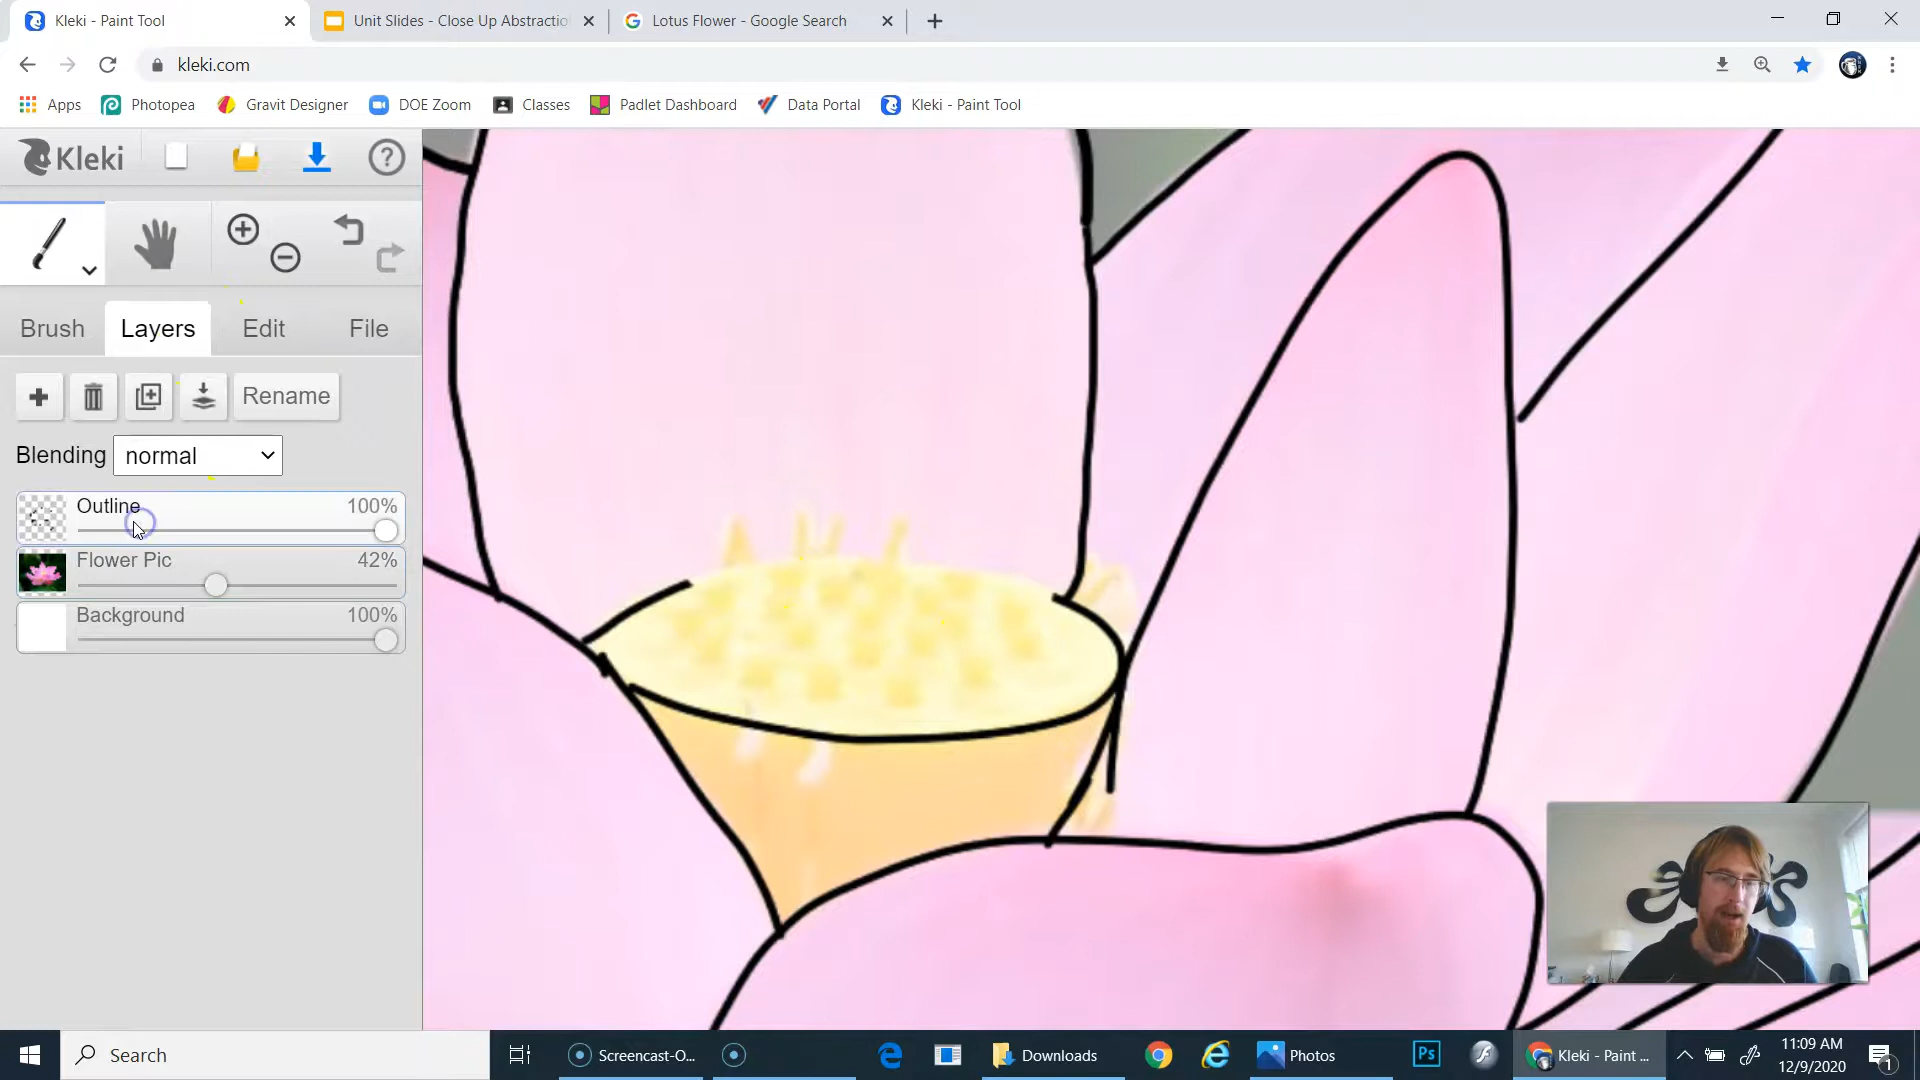 Kleki - Paint Tool
Unit Slides - Close Up Abstractio
Lotus Flower - Google Search
kleki.com
Apps
Photopea
Gravit Designer
DOE Zoom
Classes
Padlet Dashboard
Data Portal
Kleki - Paint Tool
Kleki
Brush
Layers
Edit
File
Rename
Blending
normal
Outline
100%
Flower Pic
42%
Background
100%
Search
Screencast-O...
Downloads
Photos
Ps
Kleki - Paint ...
11:09 AM
12/9/2020
1